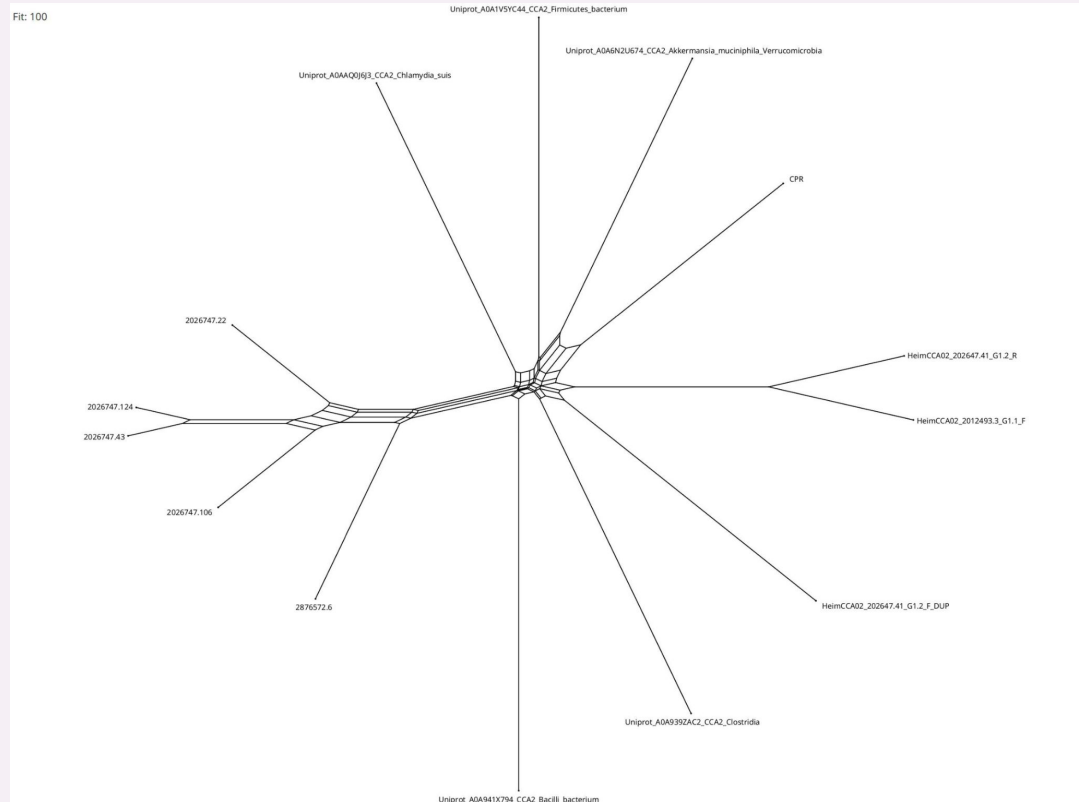 Uniprot_A0A1V5YC44_CCA2_Firmicutes_bacterium
Fit: 100
Uniprot_A0A6N2U674_CCA2_Akkermansia_muciniphila_Verrucomicrobia
Uniprot_A0AAQ0J6J3_CCA2_Chlamydia_suis
CPR
2026747.22
HeimCCA02_202647.41_G1.2_R
2026747.124
HeimCCA02_2012493.3_G1.1_F
2026747.43
2026747.106
2876572.6
HeimCCA02_202647.41_G1.2_F_DUP
Uniprot_A0A939ZAC2_CCA2_Clostridia
Uniprot_A0A941X794_CCA2_Bacilli_bacterium